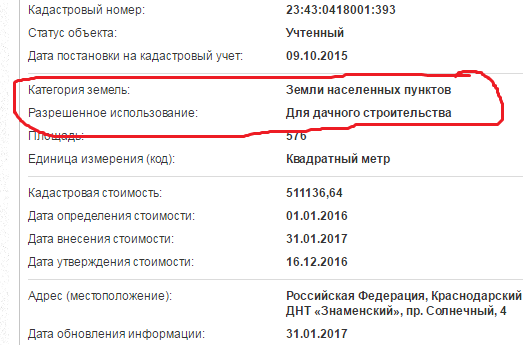 Кадастровый номер: 23:43:0418001:393
Статус объекта: Учтенный
Дата постановки на кадастровый учет: 09.10.2015
Категория земель: Земли населенных пунктов
Разрешенное использование: Для дачного строительства
Площадь: 576
Единица измерения (код): Квадратный метр
Кадастровая стоимость: 511136,64
Дата определения стоимости: 01.01.2016
Дата внесения стоимости: 31.01.2017
Дата утверждения стоимости: 16.12.2016
Адрес (местоположение): Российская Федерация, Краснодарский
ДНТ «Знаменский», пр. Солнечный, 4
Дата обновления информации: 31.01.2017